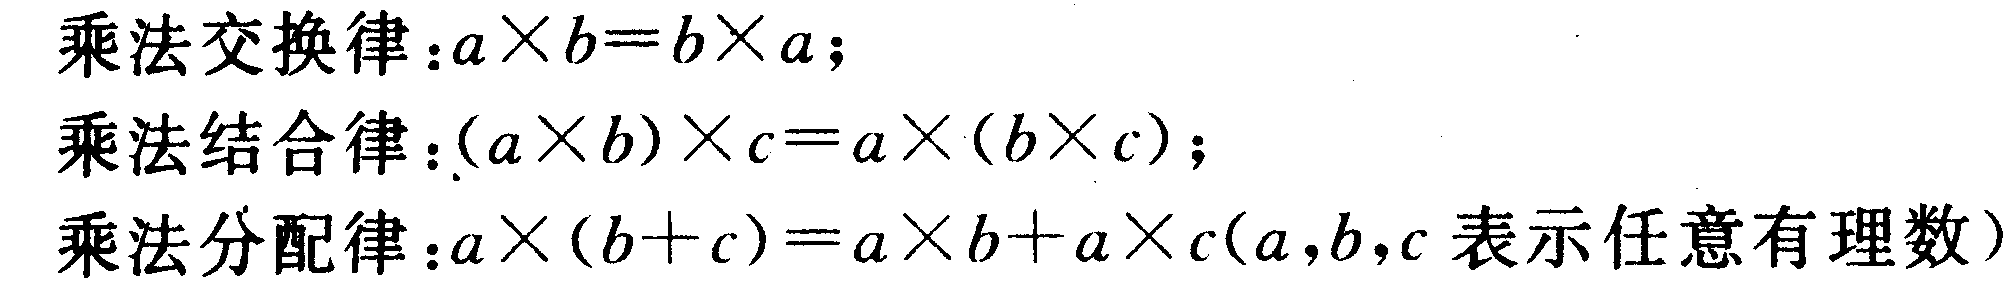 乘法交换律:a×b=b×a;
乘法结合律:(a×b)×c=a×(b×c);
乘法分配律:a×(b+c)=a×b+a×c(a,b,c 表示任意有理数)